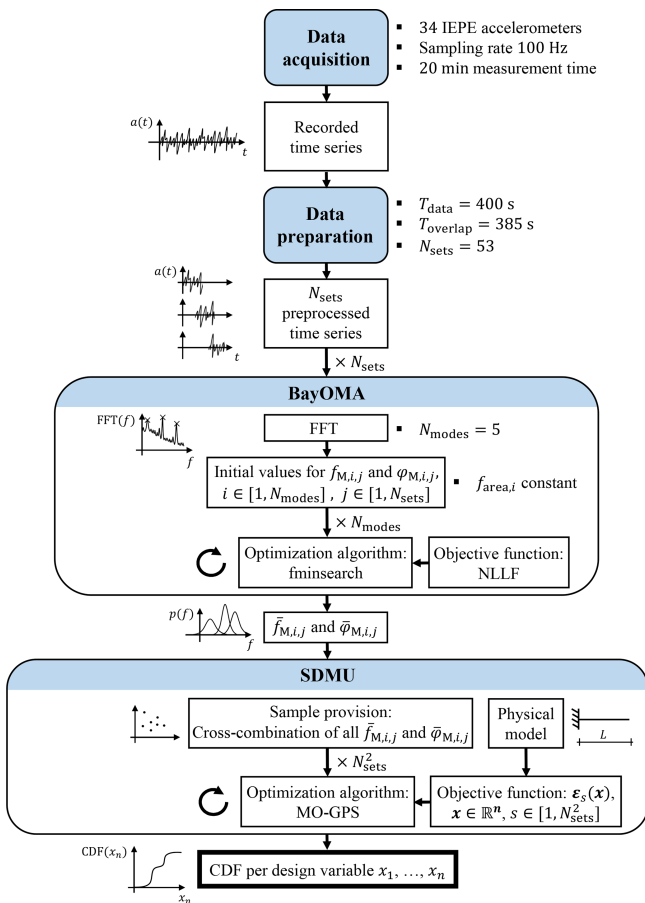 Data
acquisition
▪ 34 IEPE accelerometers
▪ Sampling rate 100 Hz
▪ 20 min measurement time
a(t)
t
Recorded
time series
Data
preparation
▪ T_data = 400 s
▪ T_overlap = 385 s
▪ N_sets = 53
a(t)
t
N_sets
preprocessed
time series
× N_sets
BayOMA
FFT(f)
f
FFT
▪ N_modes = 5
Initial values for f_M,i,j and φ_M,i,j,
i ∈ [1, N_modes] , j ∈ [1, N_sets]
▪ f_area,i constant
× N_modes
Optimization algorithm:
fminsearch
Objective function:
NLLF
p(f)
f
f̄_M,i,j and φ̄_M,i,j
SDMU
Sample provision:
Cross-combination of all f̄_M,i,j and φ̄_M,i,j
Physical
model
L
× N²_sets
Optimization algorithm:
MO-GPS
Objective function: ε_s(x),
x ∈ ℝⁿ, s ∈ [1, N²_sets]
CDF(x_n)
x_n
CDF per design variable x_1, …, x_n